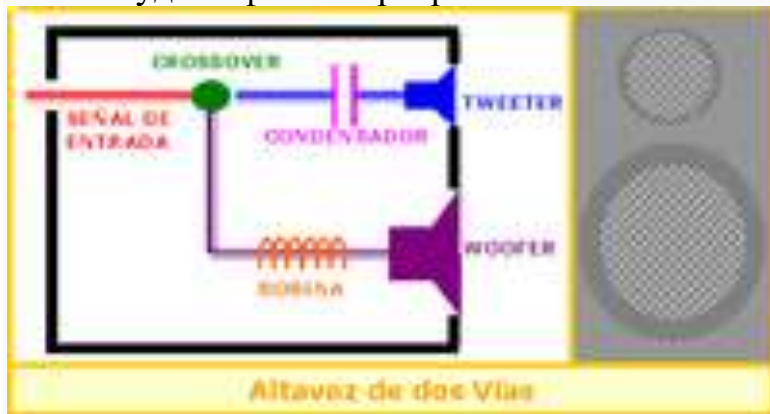 CROSSOVER
SEÑAL DE
ENTRADA
CONDENSADOR
TWEETER
WOOFER
BOBINA
Altavoz de dos Vías